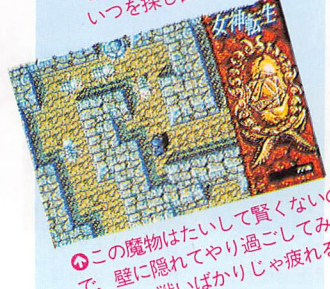 いつを探し
女神転生
この魔物はたいして賢くないの
で、壁に隠れてやり過ごしてみ
戦いばかりじゃ疲れる